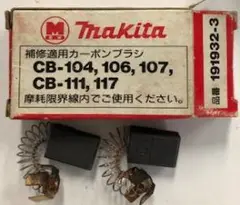 makita
補修適用カーボンブラシ
CB-104, 106, 107,
CB-111, 117
摩耗限界線内でご使用ください。
品番 191932-3